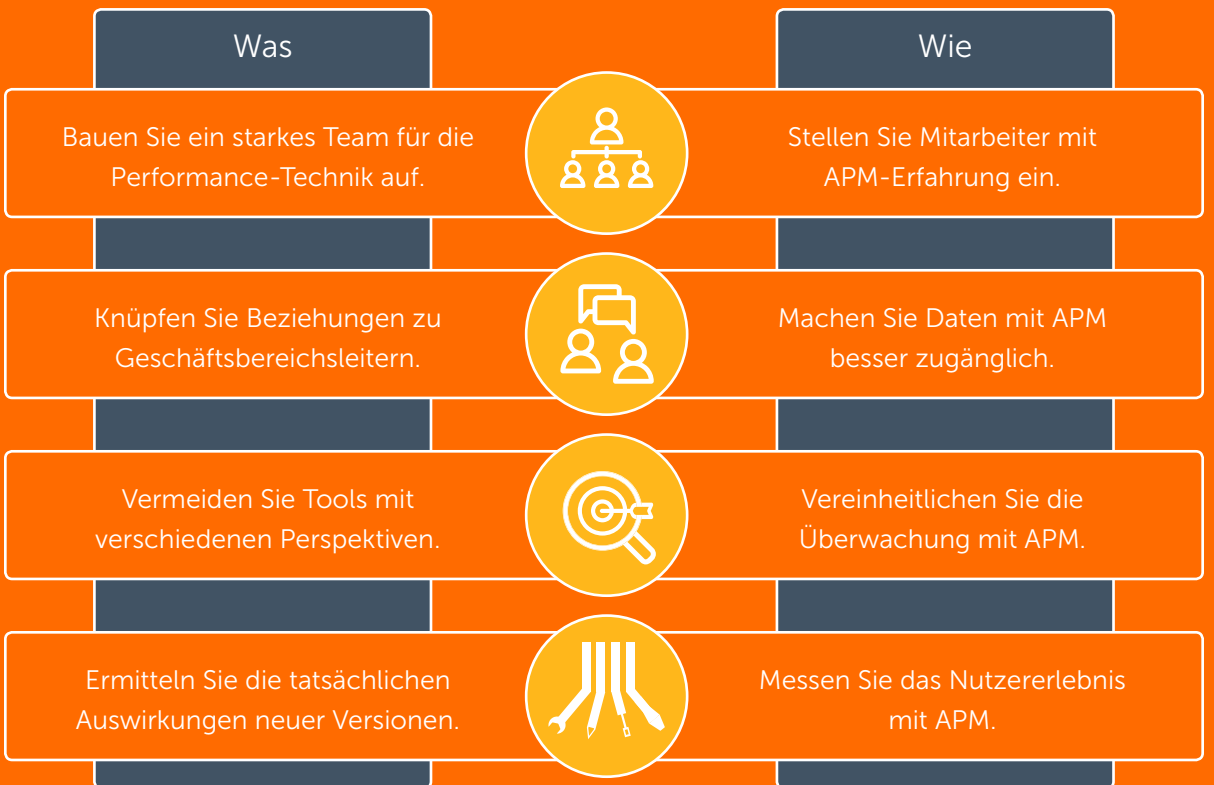 Was
Wie
Bauen Sie ein starkes Team für die
Performance-Technik auf.
Stellen Sie Mitarbeiter mit
APM-Erfahrung ein.
Knüpfen Sie Beziehungen zu
Geschäftsbereichsleitern.
Machen Sie Daten mit APM
besser zugänglich.
Vermeiden Sie Tools mit
verschiedenen Perspektiven.
Vereinheitlichen Sie die
Überwachung mit APM.
Ermitteln Sie die tatsächlichen
Auswirkungen neuer Versionen.
Messen Sie das Nutzererlebnis
mit APM.